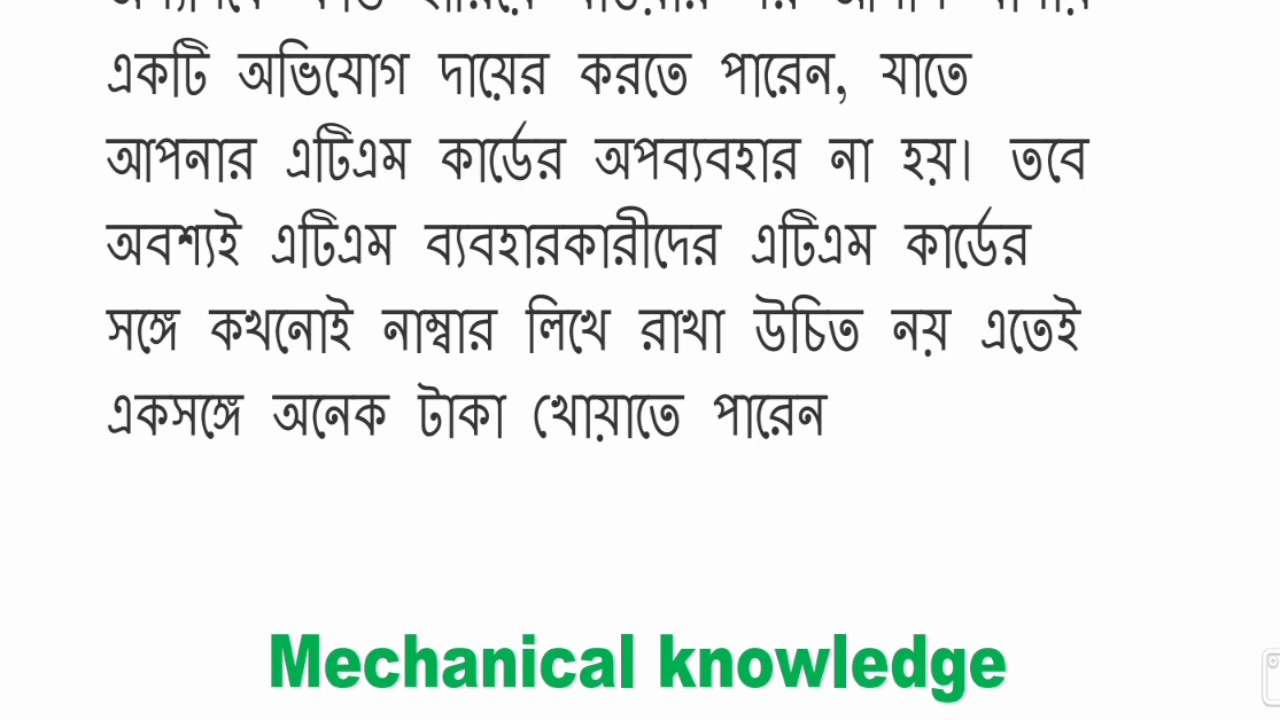 একটি অভিযোগ দায়ের করতে পারেন, যাতে
আপনার এটিএম কার্ডের অপব্যবহার না হয়। তবে
অবশ্যই এটিএম ব্যবহারকারীদের এটিএম কার্ডের
সঙ্গে কখনোই নাম্বার লিখে রাখা উচিত নয় এতেই
একসঙ্গে অনেক টাকা খোয়াতে পারেন
Mechanical knowledge